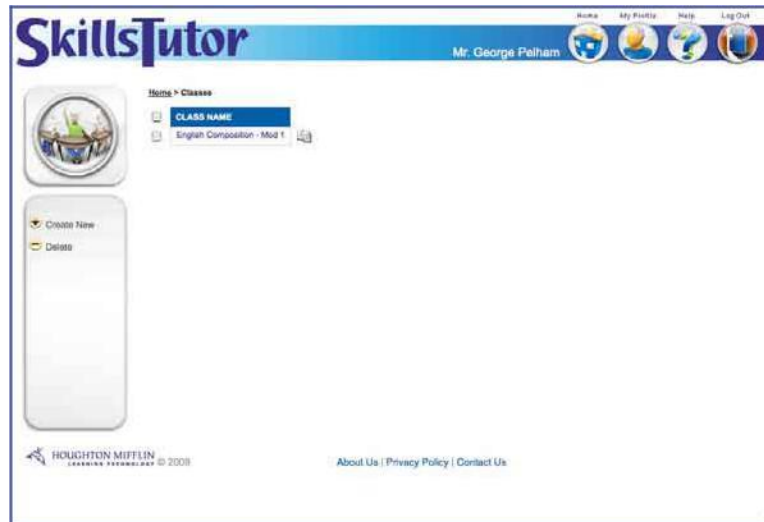 Home My Profile Help Log Out
SkillsTutor
Mr. George Pelham
Home > Classes
CLASS NAME
English Composition - Mod 1
Create New
Delete
HOUGHTON MIFFLIN
LEARNING TECHNOLOGY © 2009
About Us | Privacy Policy | Contact Us